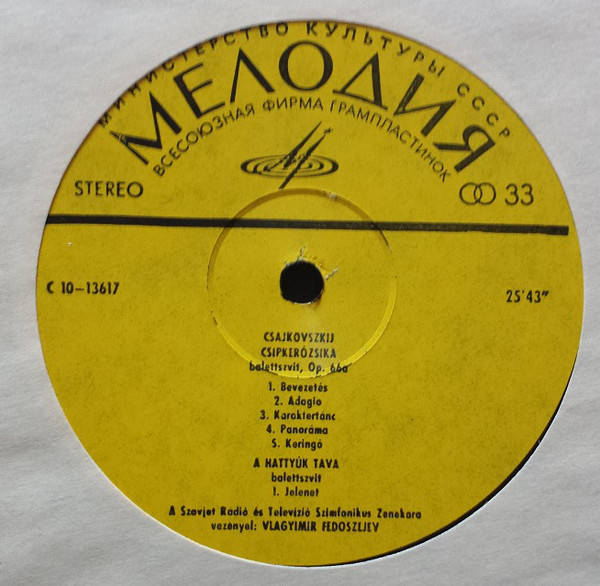 МИНИСТЕРСТВО КУЛЬТУРЫ СССР
МЕЛОДИЯ
ВСЕСОЮЗНАЯ ФИРМА ГРАМПЛАСТИНОК
STEREO
33
С 10–13617
25'43"
CSAJKOVSZKIJ
CSIPKERÓZSIKA
balettszvit, Op. 66a
1. Bevezetés
2. Adagio
3. Karaktertánc
4. Panoráma
5. Keringő
A HATTYÚK TAVA
balettszvit
1. Jelenet
A Szovjet Rádió és Televízió Szimfonikus Zenekara
vezényel: VLAGYIMIR FEDOSZEJEV